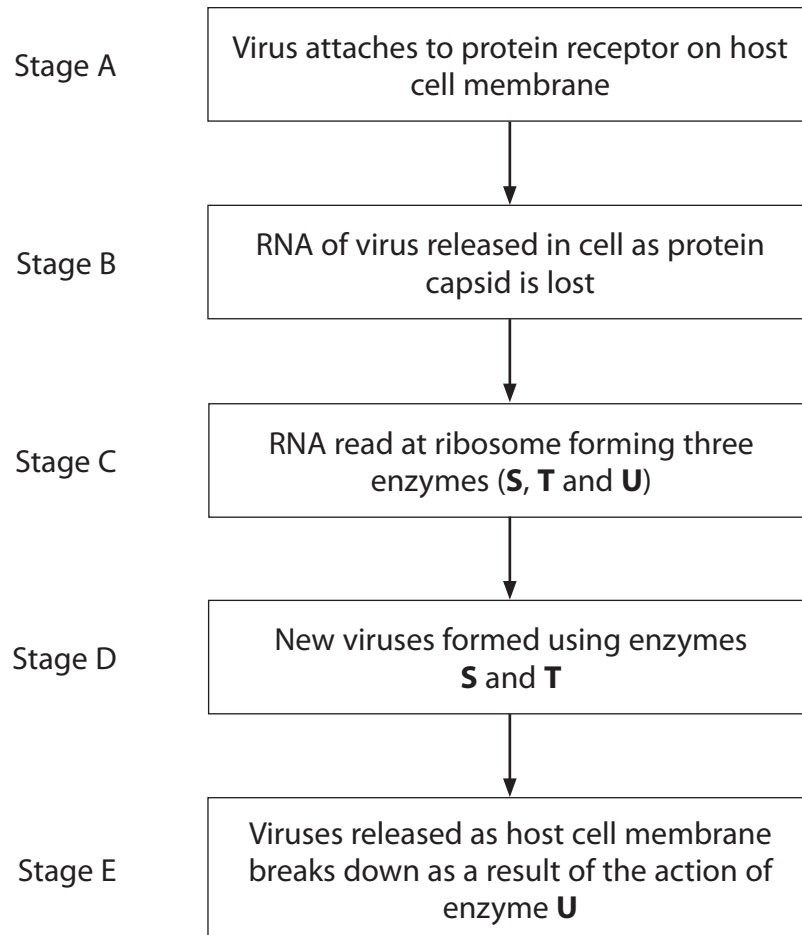 Stage A
Virus attaches to protein receptor on host
cell membrane
Stage B
RNA of virus released in cell as protein
capsid is lost
Stage C
RNA read at ribosome forming three
enzymes (S, T and U)
Stage D
New viruses formed using enzymes
S and T
Stage E
Viruses released as host cell membrane
breaks down as a result of the action of
enzyme U